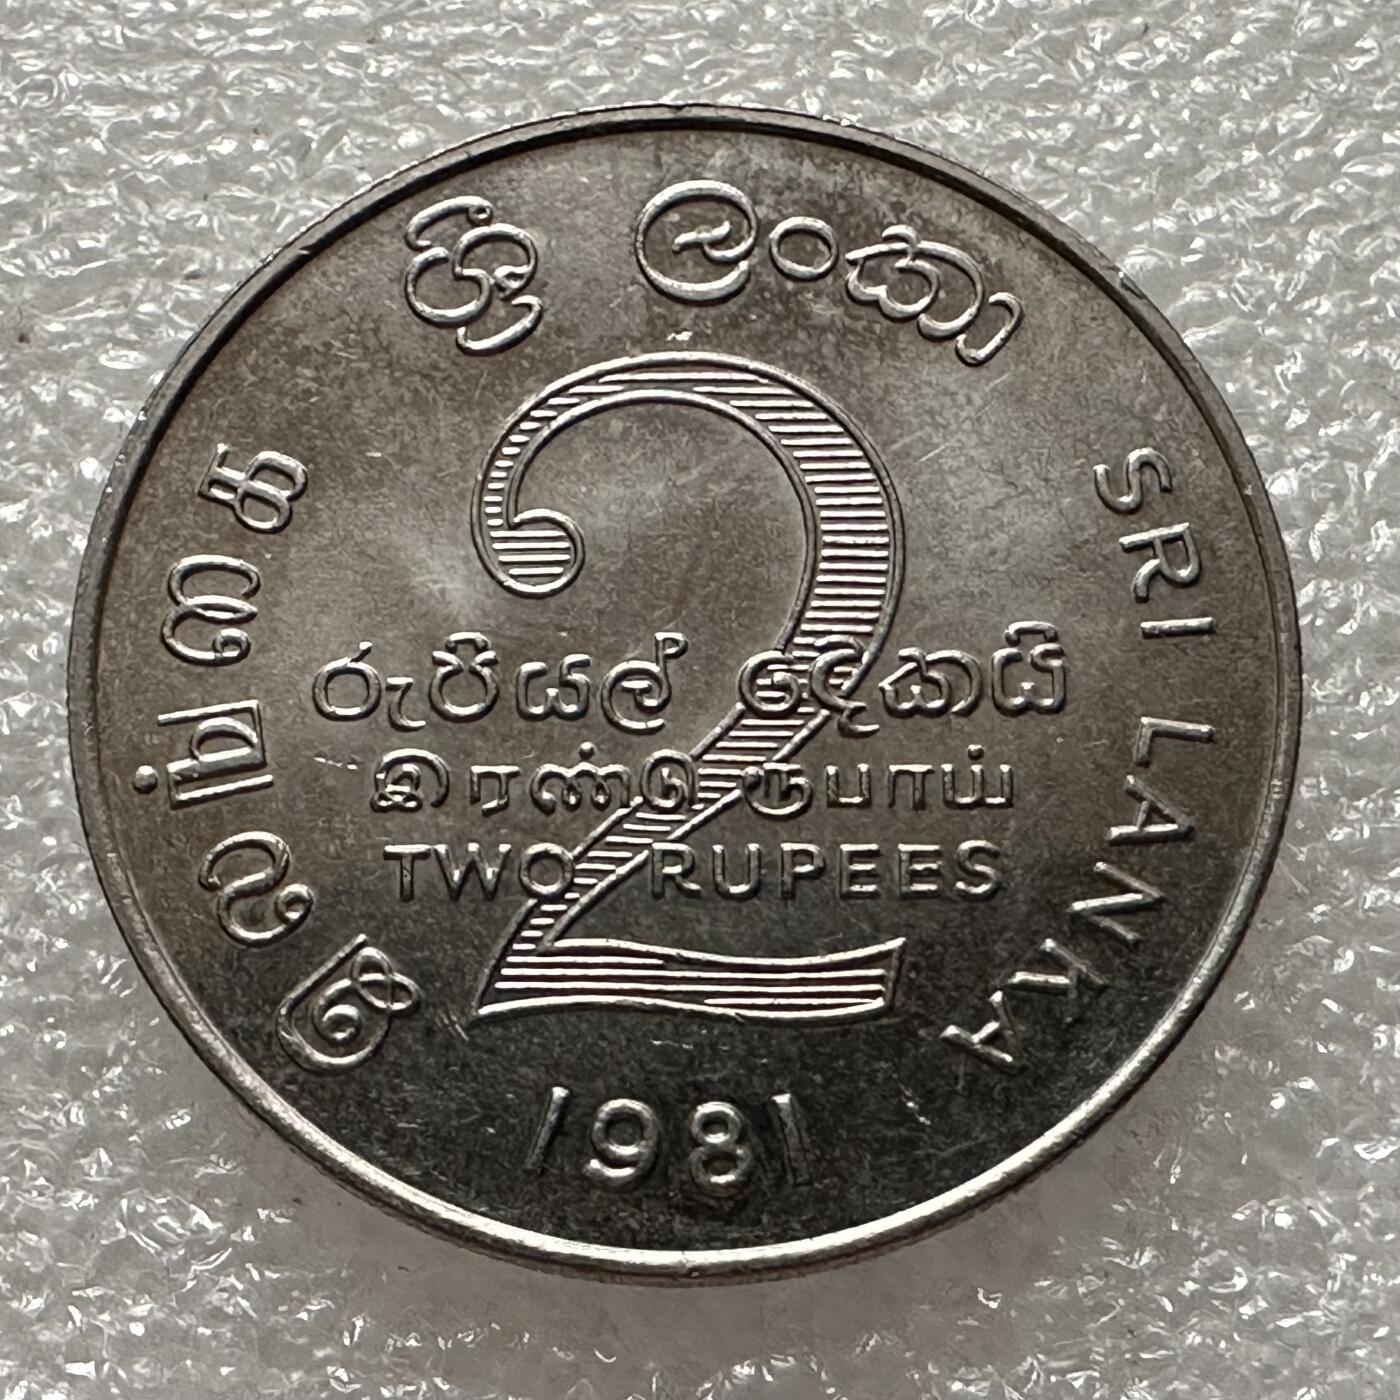 ශ්‍රී ලංකා
இலங்கை
SRI LANKA
2
රුපියල් දෙකයි
இரண்டு ரூபாய்
TWO RUPEES
1981